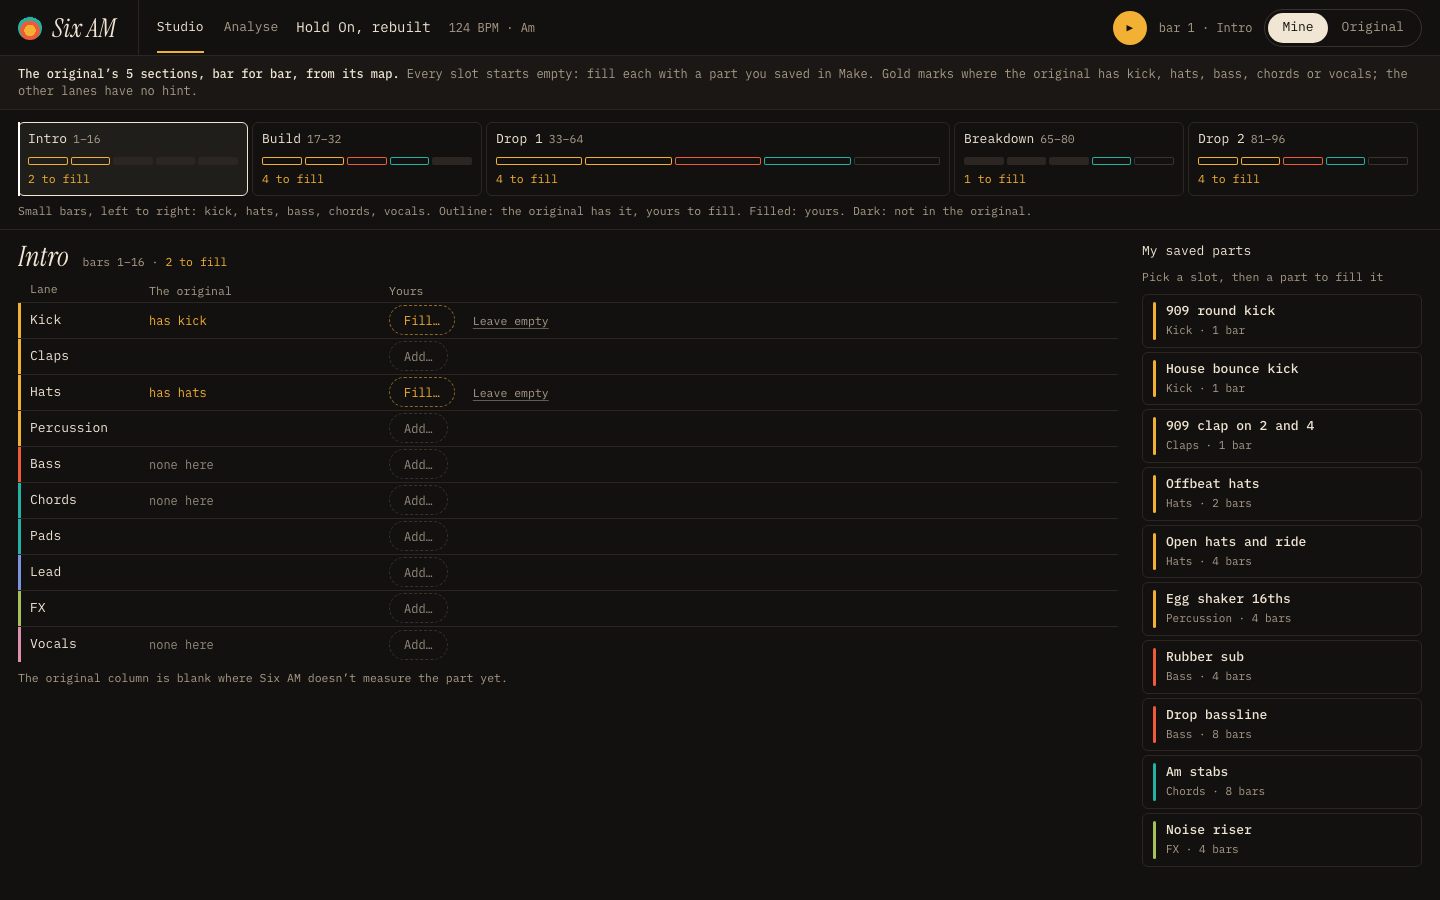 Six AM
Studio
Analyse
Hold On, rebuilt
124 BPM · Am
bar 1 · Intro
Mine
Original
The original’s 5 sections, bar for bar, from its map. Every slot starts empty: fill each with a part you saved in Make. Gold marks where the original has kick, hats, bass, chords or vocals; the
other lanes have no hint.
Intro 1–16
2 to fill
Build 17–32
4 to fill
Drop 1 33–64
4 to fill
Breakdown 65–80
1 to fill
Drop 2 81–96
4 to fill
Small bars, left to right: kick, hats, bass, chords, vocals. Outline: the original has it, yours to fill. Filled: yours. Dark: not in the original.
Intro bars 1–16 · 2 to fill
Lane The original Yours
Kick has kick Fill… Leave empty
Claps Add…
Hats has hats Fill… Leave empty
Percussion Add…
Bass none here Add…
Chords none here Add…
Pads Add…
Lead Add…
FX Add…
Vocals none here Add…
The original column is blank where Six AM doesn’t measure the part yet.
My saved parts
Pick a slot, then a part to fill it
909 round kick
Kick · 1 bar
House bounce kick
Kick · 1 bar
909 clap on 2 and 4
Claps · 1 bar
Offbeat hats
Hats · 2 bars
Open hats and ride
Hats · 4 bars
Egg shaker 16ths
Percussion · 4 bars
Rubber sub
Bass · 4 bars
Drop bassline
Bass · 8 bars
Am stabs
Chords · 8 bars
Noise riser
FX · 4 bars